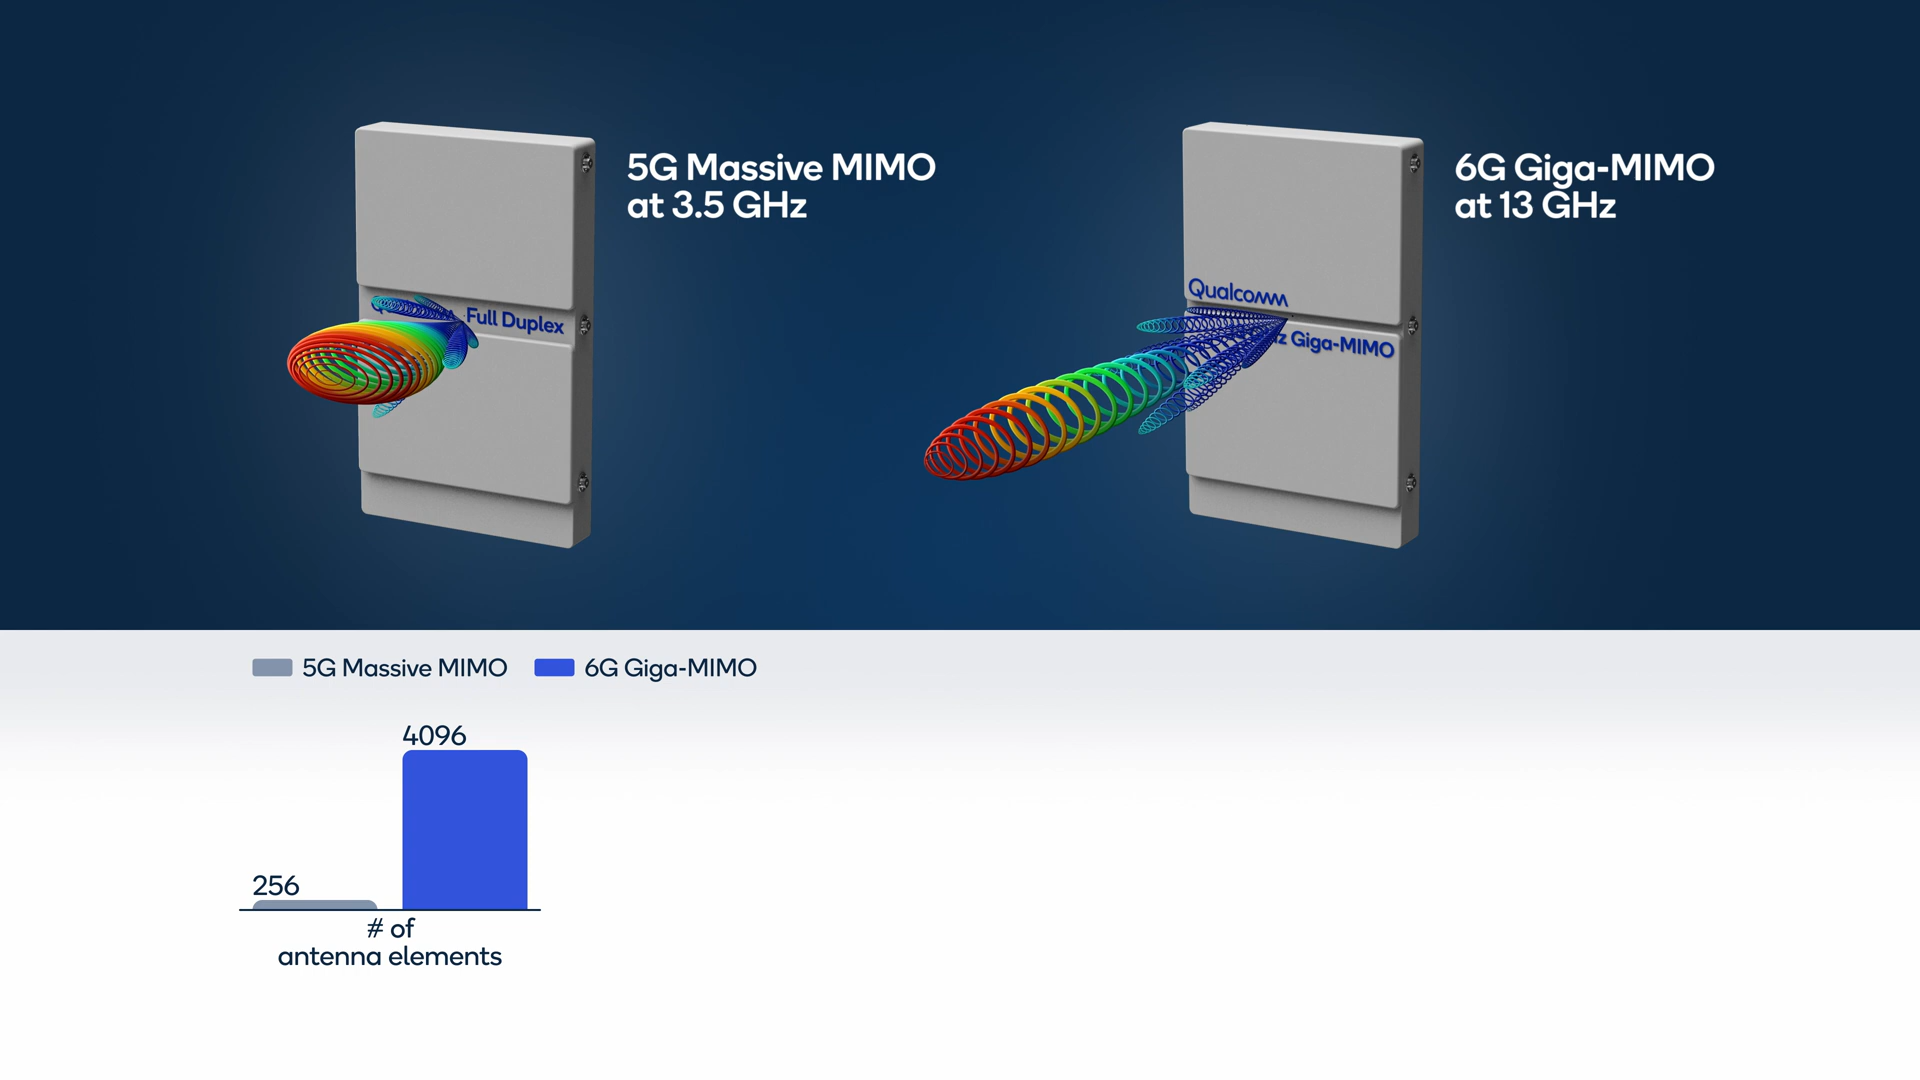 5G Massive MIMO
at 3.5 GHz
Full Duplex
6G Giga-MIMO
at 13 GHz
Qualcomm
Giga-MIMO
5G Massive MIMO
6G Giga-MIMO
4096
256
# of
antenna elements